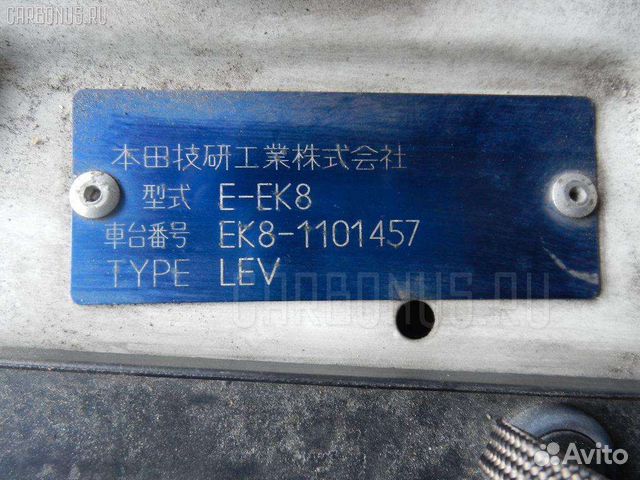 CARBONUS.RU
本田技研工業株式会社
型式 E-EK8
車台番号 EK8-1101457
TYPE LEV
CARBONUS.RU
Avito